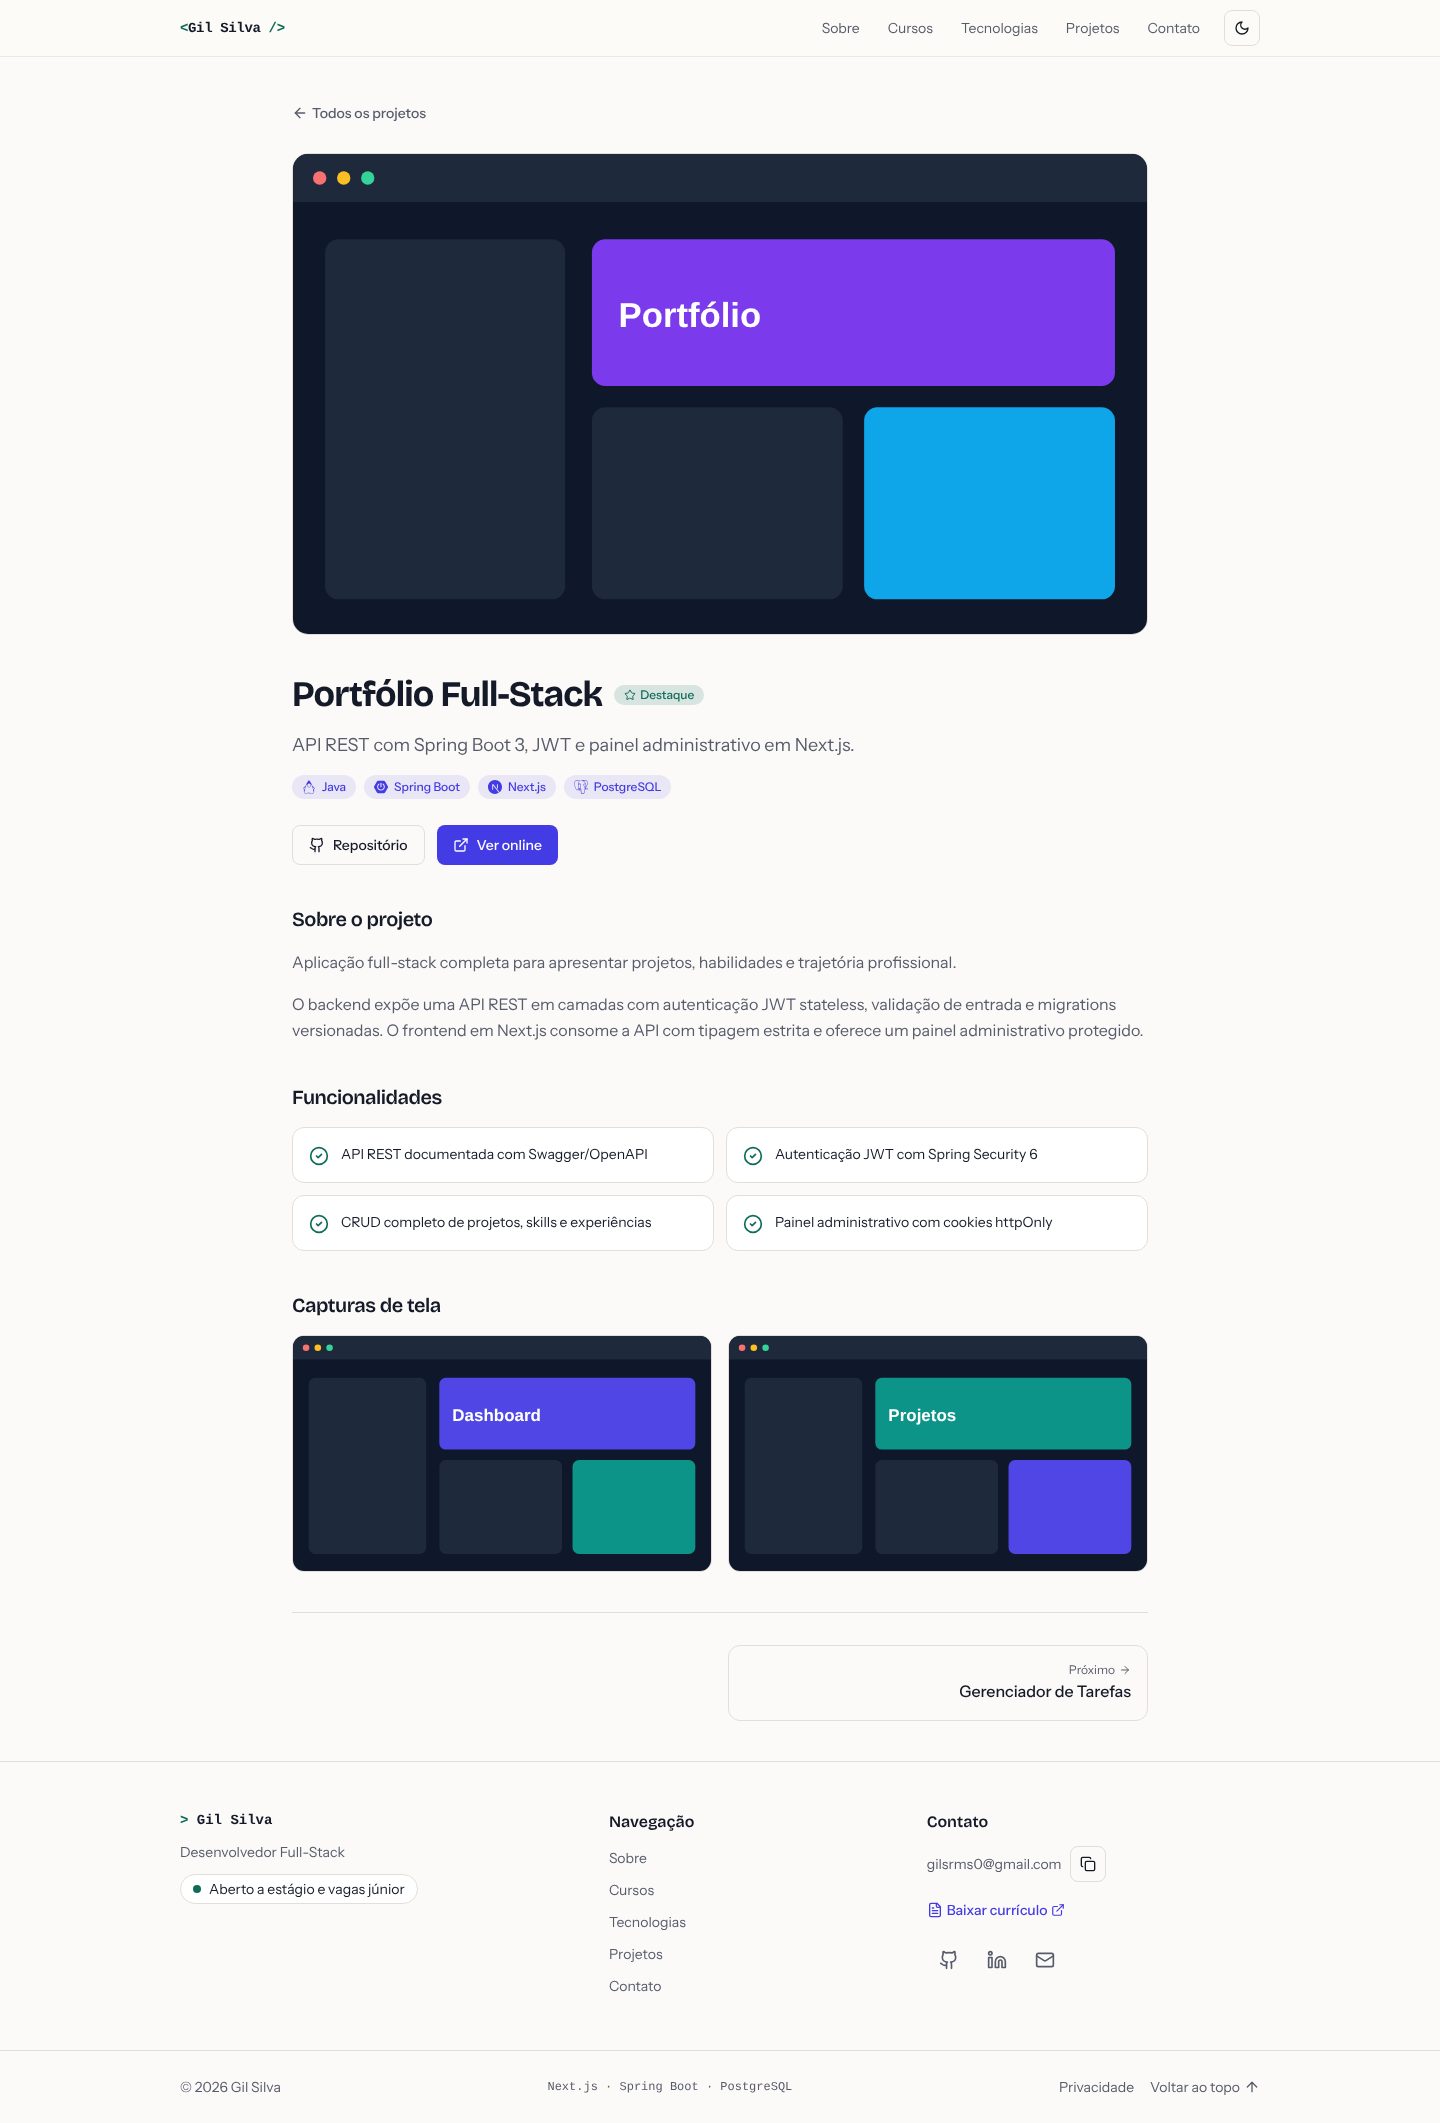 <Gil Silva />
Sobre
Cursos
Tecnologias
Projetos
Contato
Todos os projetos
Portfólio
Portfólio Full-Stack
Destaque
API REST com Spring Boot 3, JWT e painel administrativo em Next.js.
Java
Spring Boot
Next.js
PostgreSQL
Repositório
Ver online
Sobre o projeto
Aplicação full-stack completa para apresentar projetos, habilidades e trajetória profissional.
O backend expõe uma API REST em camadas com autenticação JWT stateless, validação de entrada e migrations
versionadas. O frontend em Next.js consome a API com tipagem estrita e oferece um painel administrativo protegido.
Funcionalidades
API REST documentada com Swagger/OpenAPI
Autenticação JWT com Spring Security 6
CRUD completo de projetos, skills e experiências
Painel administrativo com cookies httpOnly
Capturas de tela
Dashboard
Projetos
Próximo
Gerenciador de Tarefas
> Gil Silva
Desenvolvedor Full-Stack
Aberto a estágio e vagas júnior
Navegação
Sobre
Cursos
Tecnologias
Projetos
Contato
Contato
gilsrms0@gmail.com
Baixar currículo
© 2026 Gil Silva
Next.js · Spring Boot · PostgreSQL
Privacidade
Voltar ao topo